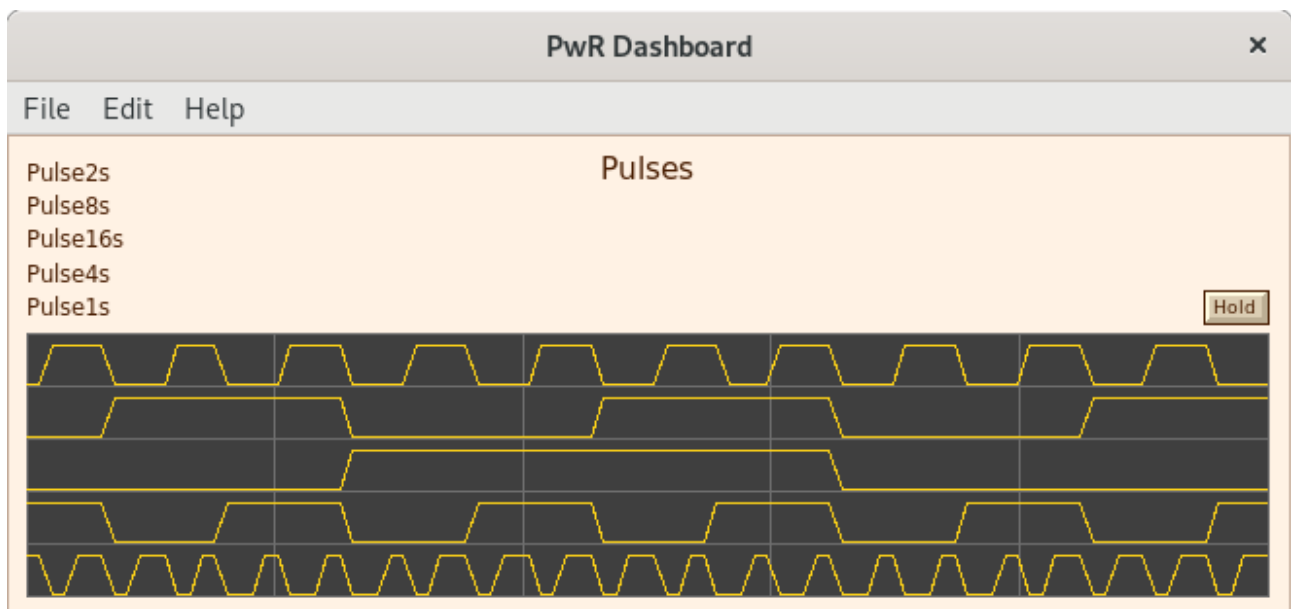 PwR Dashboard ×
File Edit Help
Pulses
Pulse2s
Pulse8s
Pulse16s
Pulse4s
Pulse1s
Hold